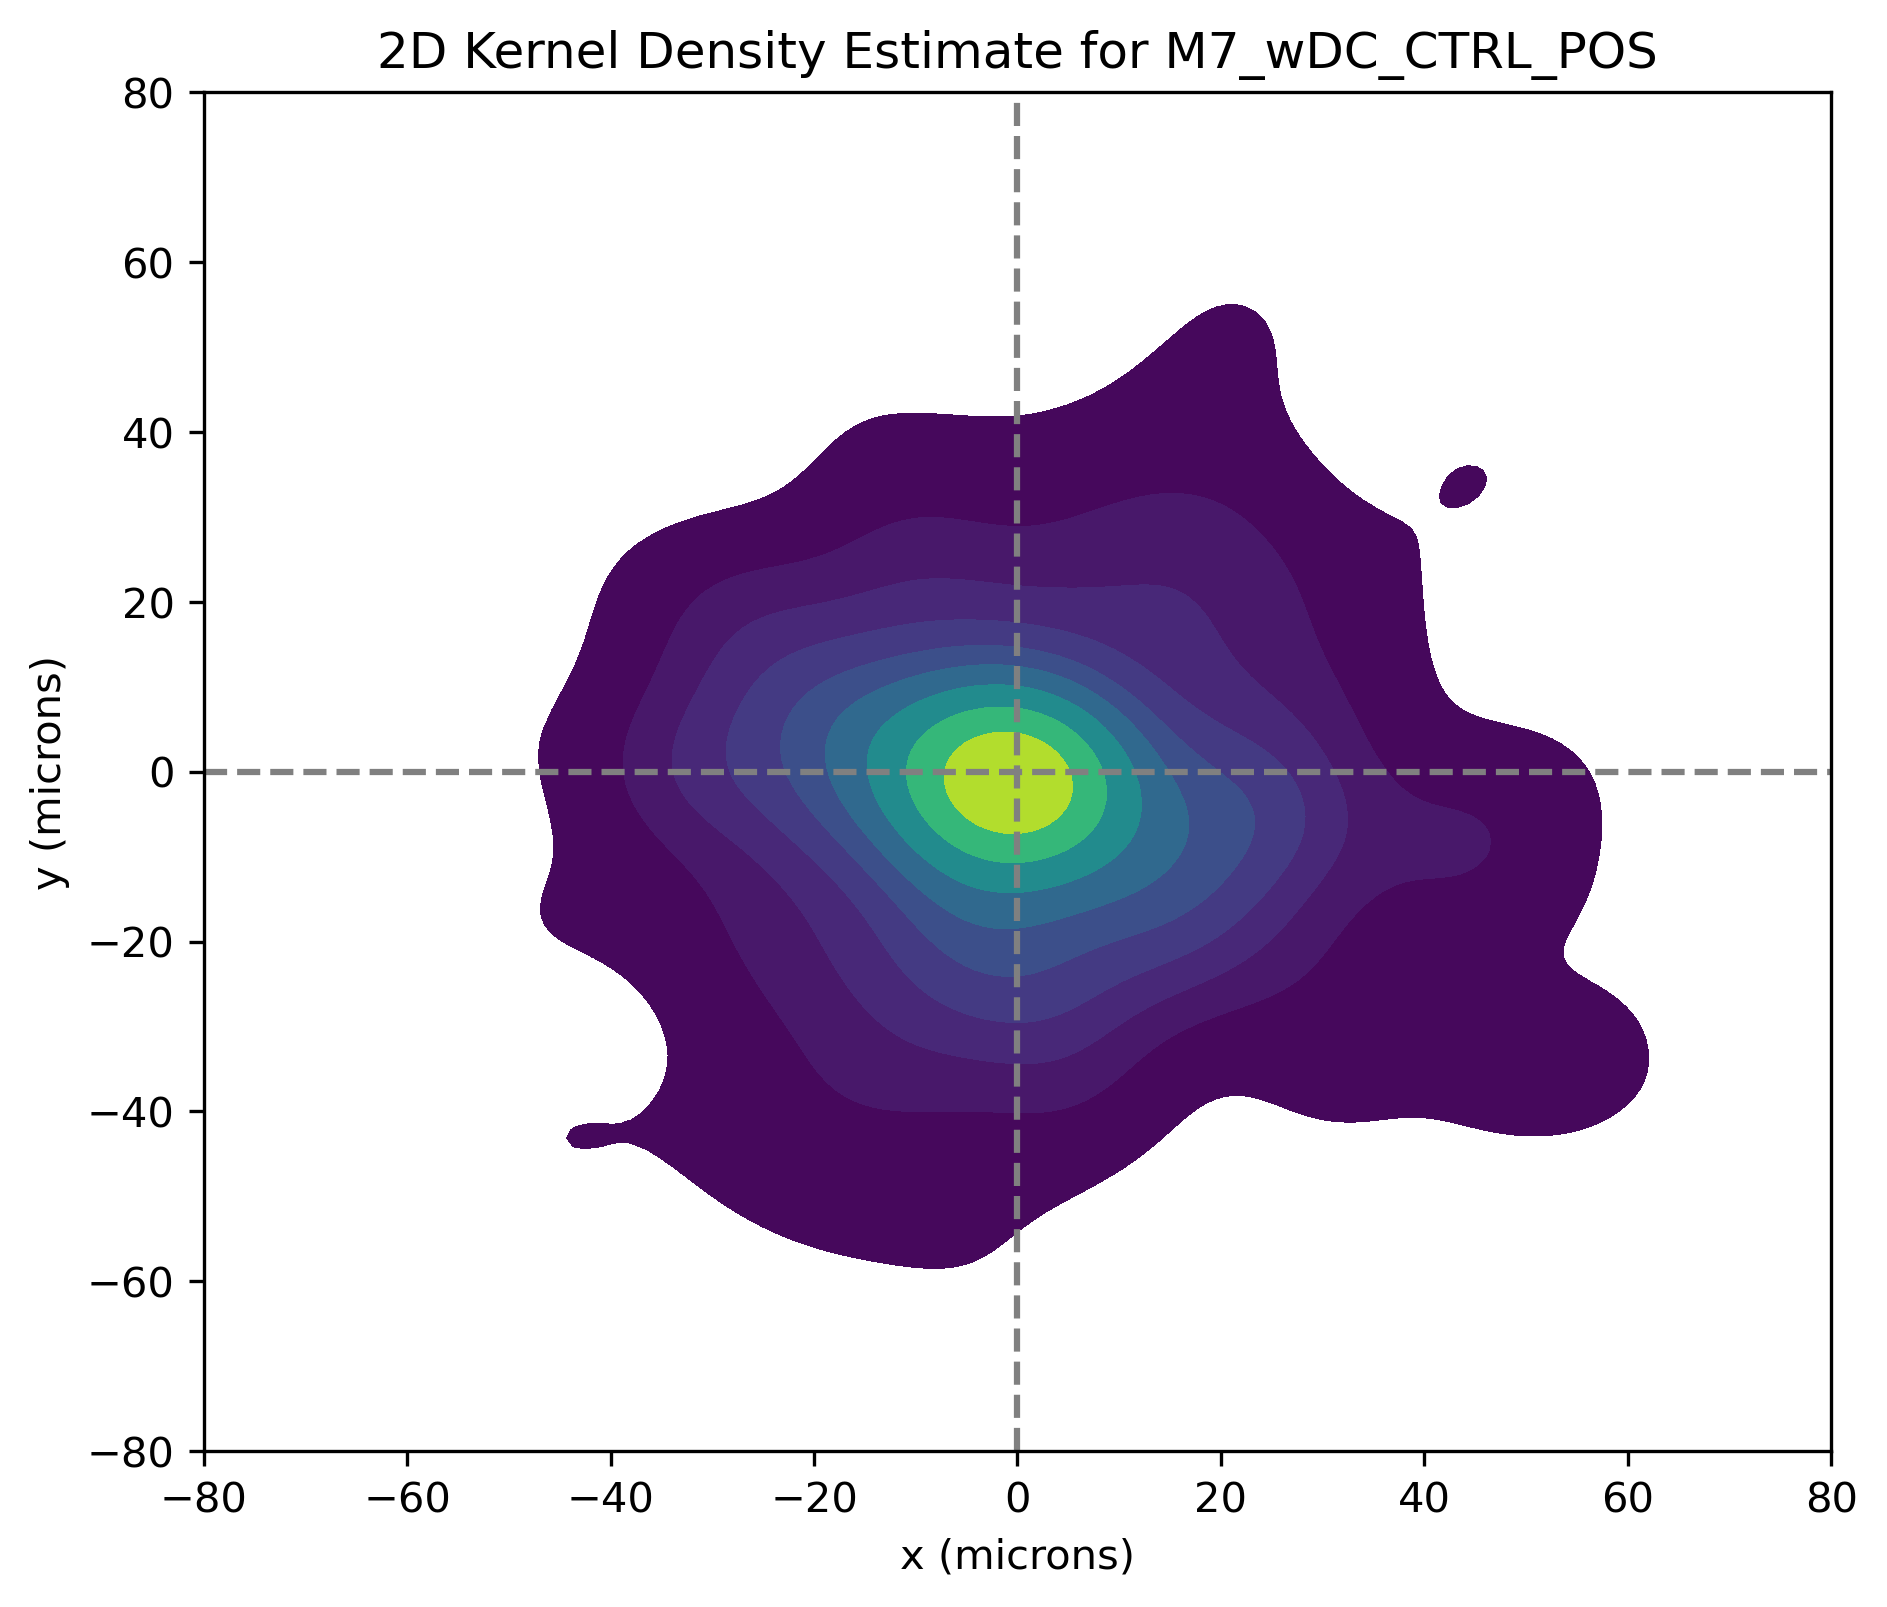 2D Kernel Density Estimate for M7_wDC_CTRL_POS
80
60
40
20
0
−20
−40
−60
−80
y (microns)
−80 −60 −40 −20 0 20 40 60 80
x (microns)